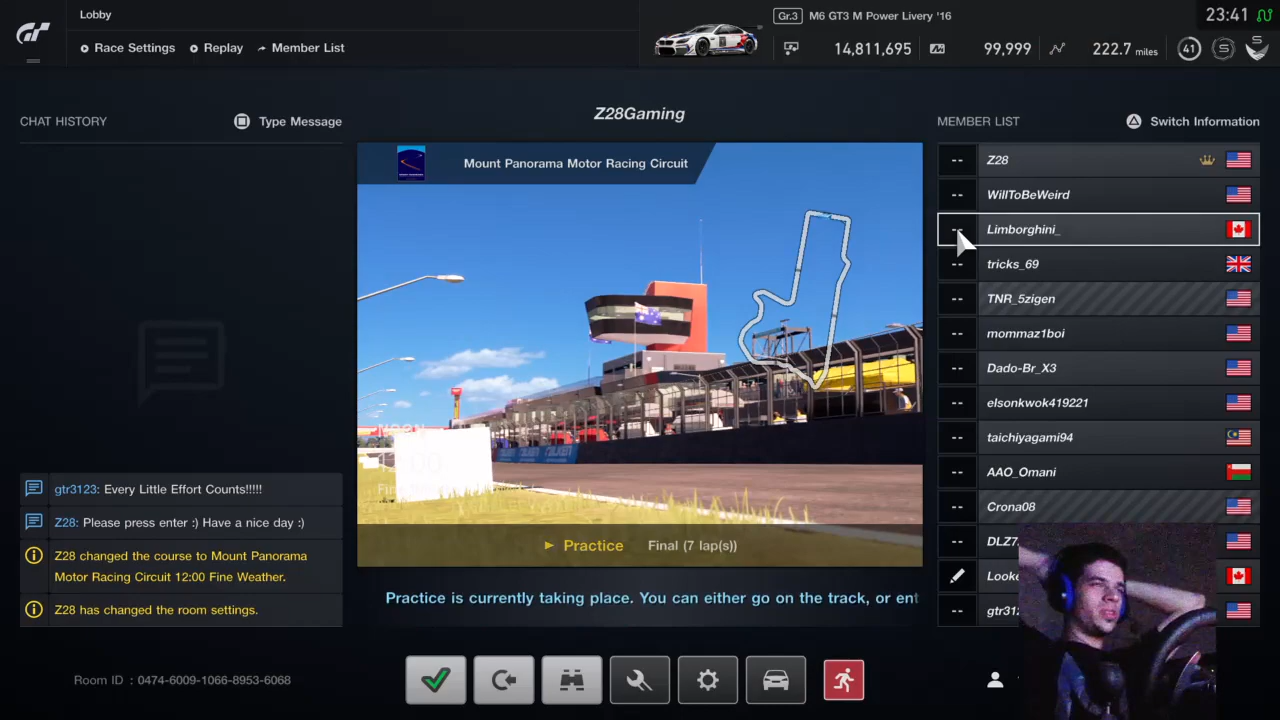 Lobby
Gr.3 M6 GT3 M Power Livery '16
23:41
Race Settings Replay Member List
14,811,695 99,999 222.7 miles 41 S S
CHAT HISTORY Type Message
Z28Gaming
MEMBER LIST Switch Information
Mount Panorama Motor Racing Circuit
-- Z28
-- WillToBeWeird
-- Limborghini_
-- tricks_69
-- TNR_5zigen
-- mommaz1boi
-- Dado-Br_X3
-- elsonkwok419221
-- taichiyagami94
-- AAO_Omani
-- Crona08
-- DLZ7
Looke
-- gtr312
NOON
gtr3123: Every Little Effort Counts!!!!!
Z28: Please press enter :) Have a nice day :)
Z28 changed the course to Mount Panorama
Motor Racing Circuit 12:00 Fine Weather.
Z28 has changed the room settings.
Practice Final (7 lap(s))
Practice is currently taking place. You can either go on the track, or ent
Room ID : 0474-6009-1066-8953-6068